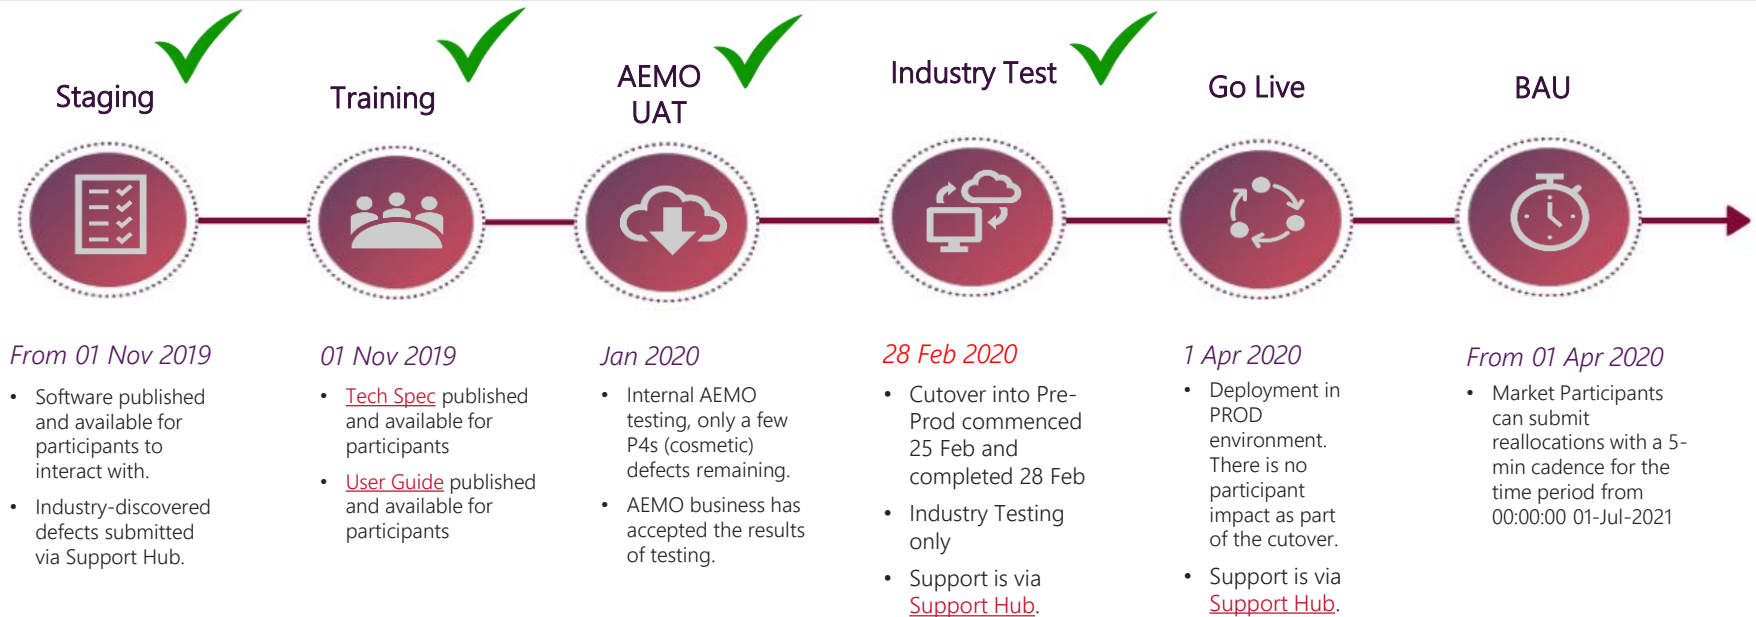 Staging
From 01 Nov 2019
• Software published
and available for
participants to
interact with.
• Industry-discovered
defects submitted
via Support Hub.
Training
01 Nov 2019
• Tech Spec published
and available for
participants
• User Guide published
and available for
participants
AEMO
UAT
Jan 2020
• Internal AEMO
testing, only a few
P4s (cosmetic)
defects remaining.
• AEMO business has
accepted the results
of testing.
Industry Test
28 Feb 2020
• Cutover into Pre-
Prod commenced
25 Feb and
completed 28 Feb
• Industry Testing
only
• Support is via
Support Hub.
Go Live
1 Apr 2020
• Deployment in
PROD
environment.
There is no
participant
impact as part
of the cutover.
• Support is via
Support Hub.
BAU
From 01 Apr 2020
• Market Participants
can submit
reallocations with a 5-
min cadence for the
time period from
00:00:00 01-Jul-2021